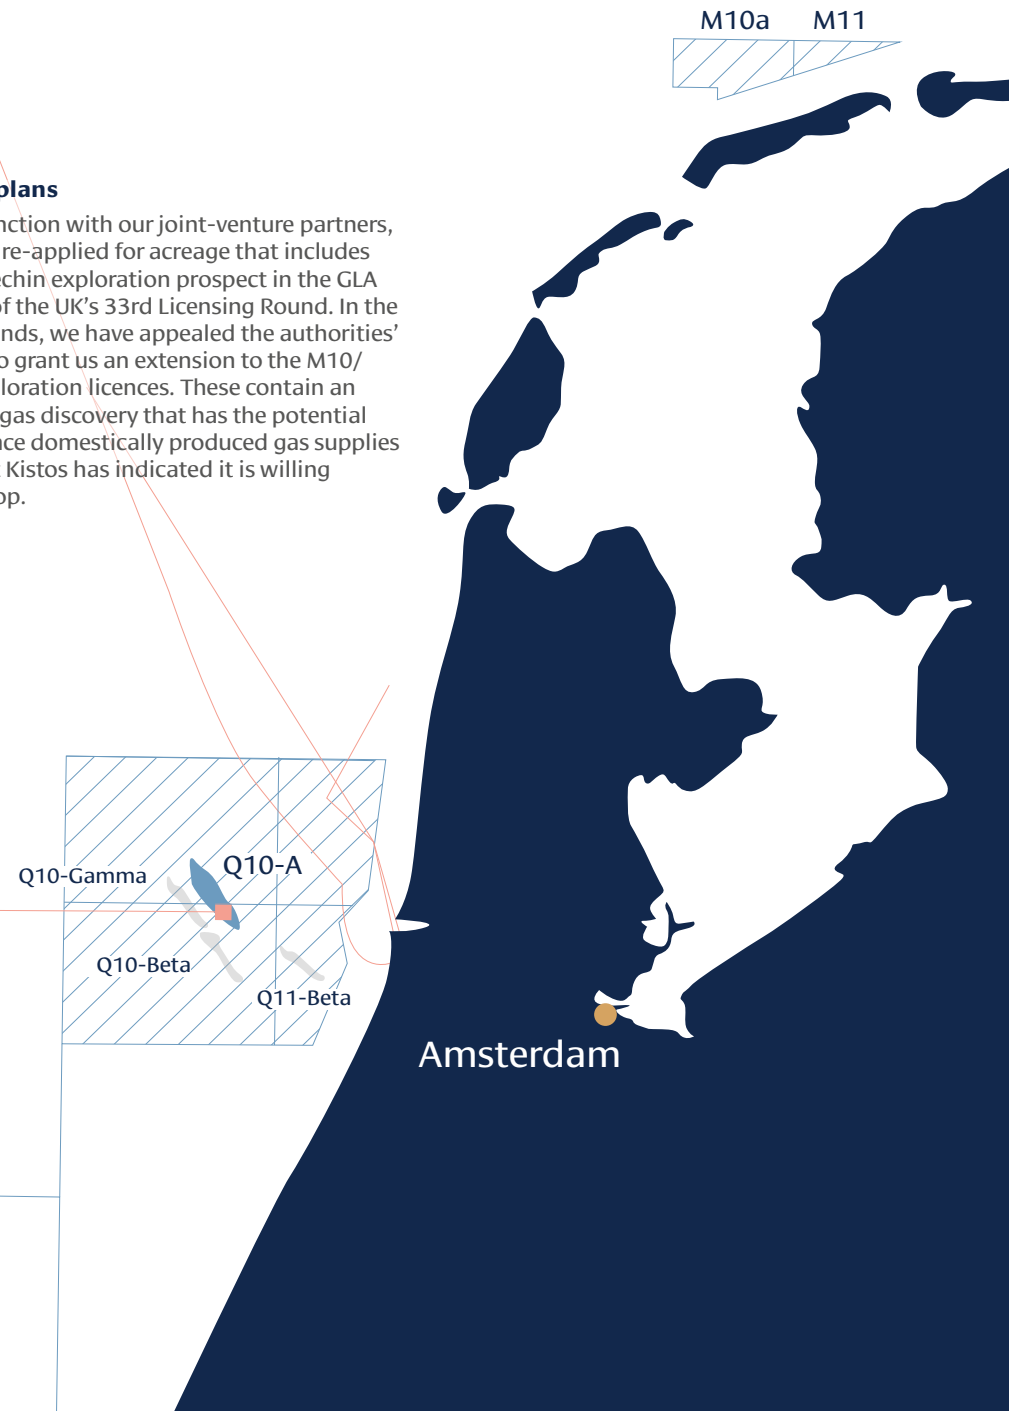 M10a M11
plans
nction with our joint-venture partners,
re-applied for acreage that includes
echin exploration prospect in the GLA
of the UK’s 33rd Licensing Round. In the
nds, we have appealed the authorities’
o grant us an extension to the M10/
loration licences. These contain an
gas discovery that has the potential
nce domestically produced gas supplies
t Kistos has indicated it is willing
op.
Q10-A
Q10-Gamma
Q10-Beta
Q11-Beta
Amsterdam